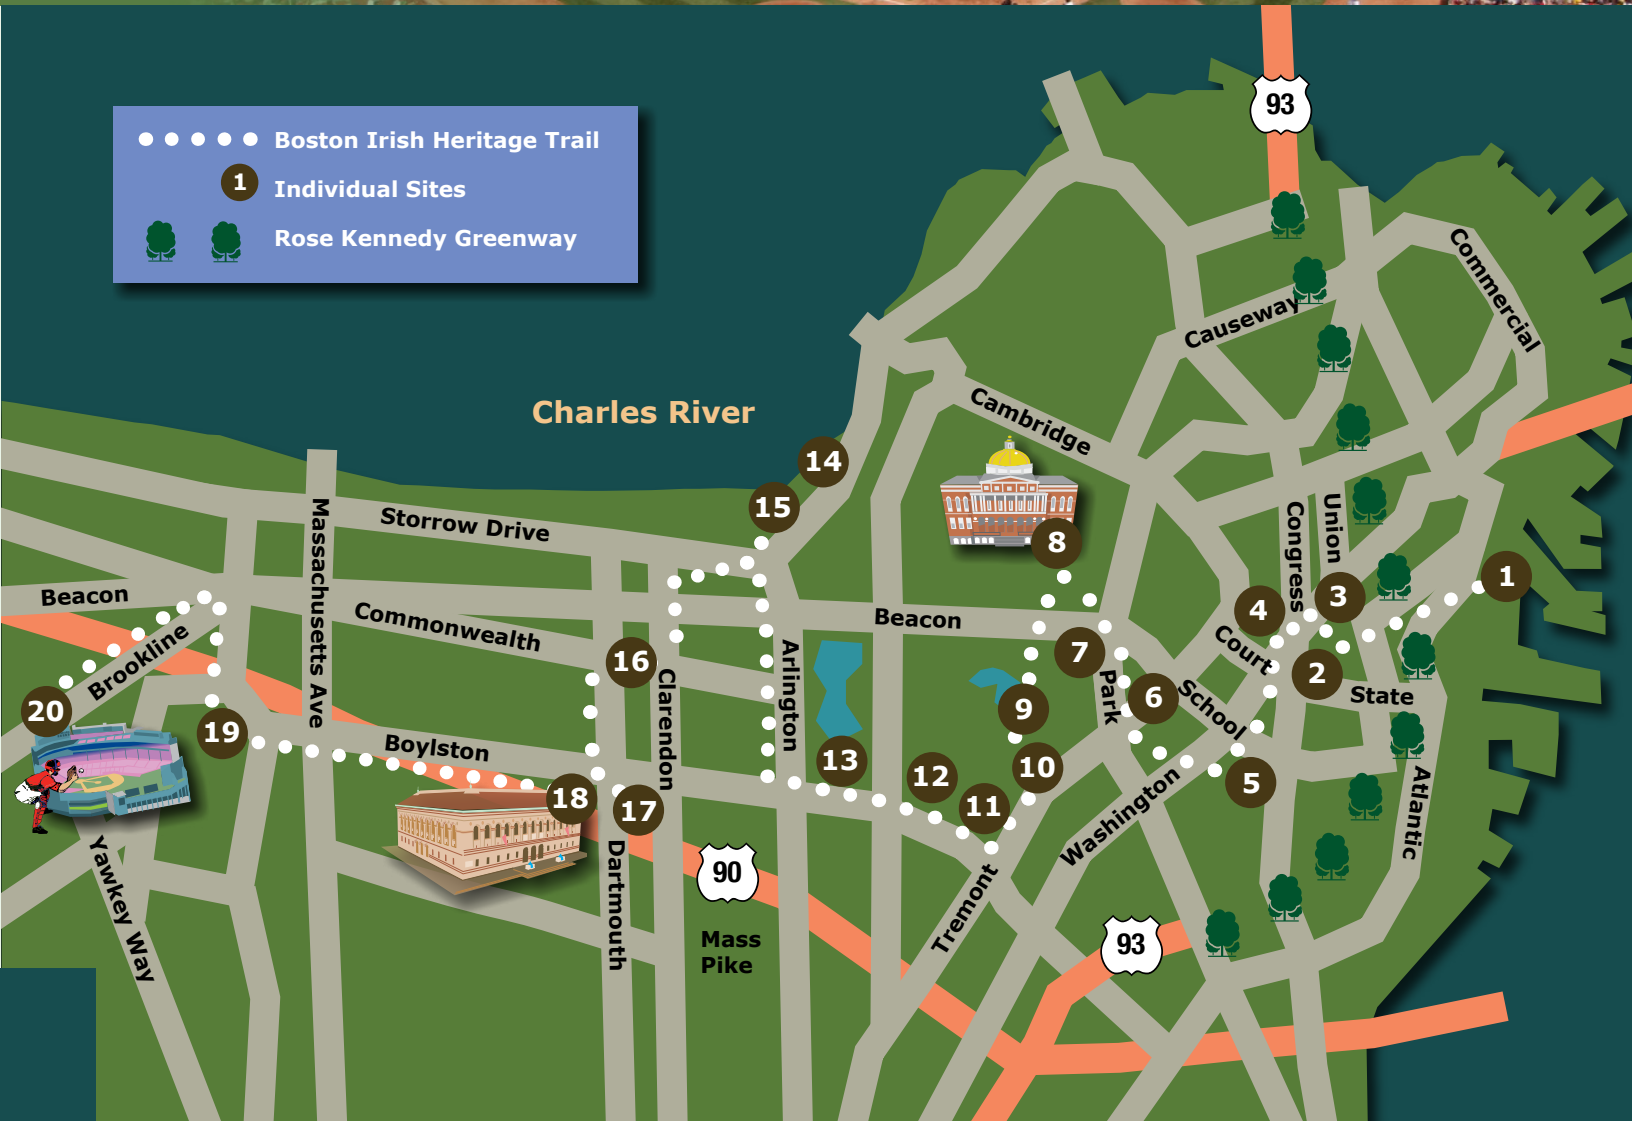 93
Boston Irish Heritage Trail
1
Individual Sites
Rose Kennedy Greenway
Commercial
Causeway
Charles River
Cambridge
14
15
8
Massachusetts Ave
Storrow Drive
Congress
Union
1
Beacon
Commonwealth
Beacon
4
3
Brookline
16
Clarendon
Arlington
7
Park
6
School
Court
2
State
20
19
Boylston
9
13
12
10
11
5
18
17
Washington
Atlantic
Yawkey Way
Dartmouth
90
Mass
Pike
Tremont
93